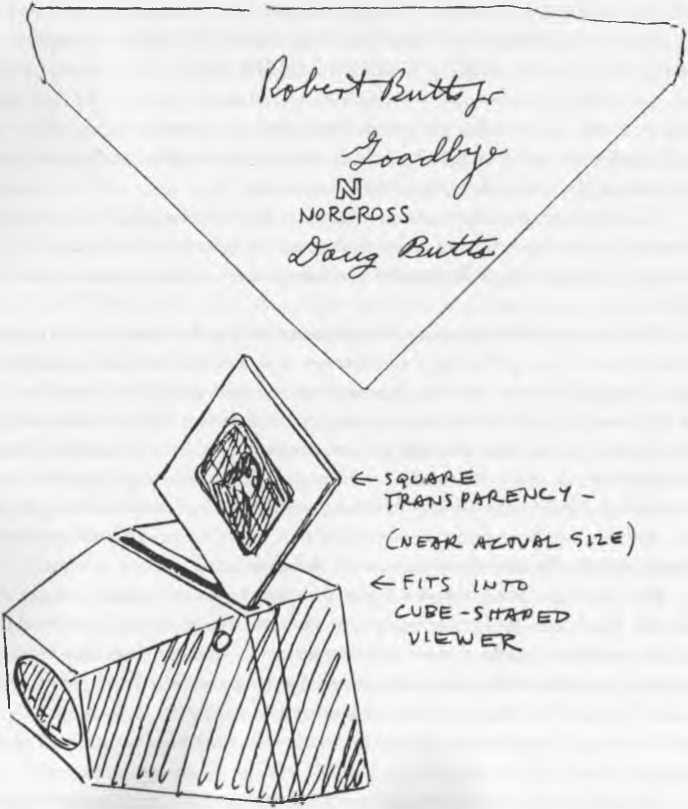 Robert Butts Jr
Goodbye
N
NORCROSS
Doug Butts
← SQUARE
TRANSPARENCY -
(NEAR ACTUAL SIZE)
← FITS INTO
CUBE-SHAPED
VIEWER